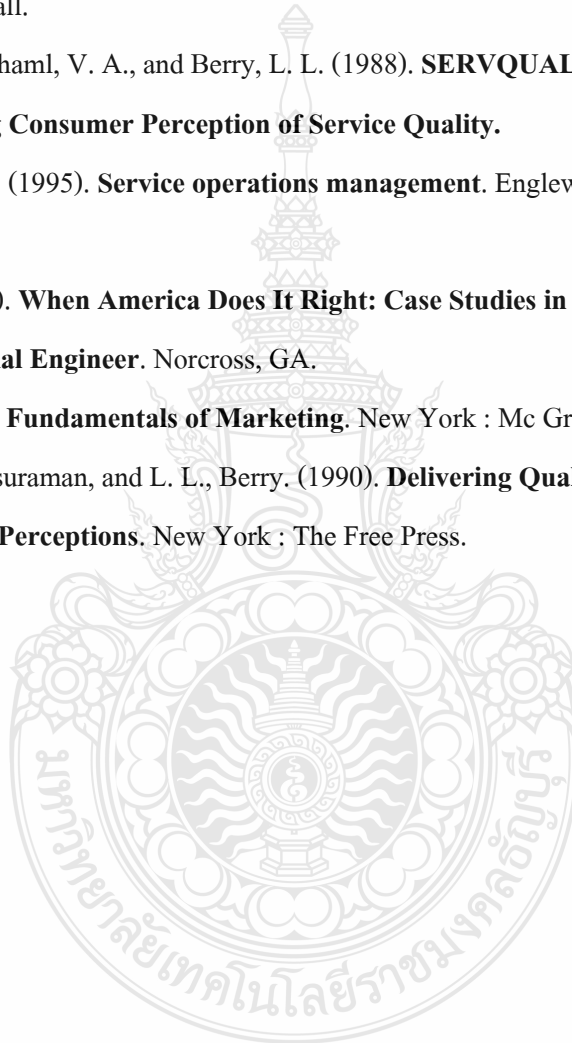 all.
haml, V. A., and Berry, L. L. (1988). SERVQUAL
g Consumer Perception of Service Quality.
(1995). Service operations management. Englew
). When America Does It Right: Case Studies in
al Engineer. Norcross, GA.
Fundamentals of Marketing. New York : Mc Gr
suraman, and L. L., Berry. (1990). Delivering Qual
Perceptions. New York : The Free Press.
มหาวิทยาลัยเทคโนโลยีราชมงคลธัญบุรี